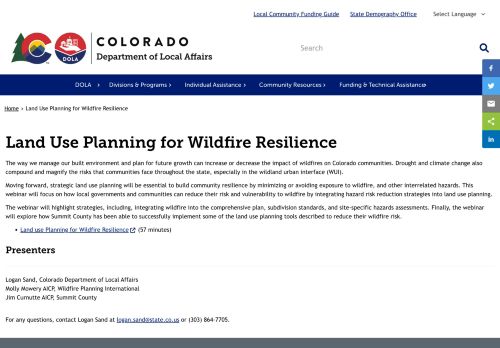 Local Community Funding Guide State Demography Office Select Language
COLORADO
Department of Local Affairs
DOLA
Search
DOLA Divisions & Programs Individual Assistance Community Resources Funding & Technical Assistance
Home » Land Use Planning for Wildfire Resilience
Land Use Planning for Wildfire Resilience
The way we manage our built environment and plan for future growth can increase or decrease the impact of wildfires on Colorado communities. Drought and climate change also
compound and magnify the risks that communities face throughout the state, especially in the wildland urban interface (WUI).
Moving forward, strategic land use planning will be essential to build community resilience by minimizing or avoiding exposure to wildfire, and other interrelated hazards. This
webinar will focus on how local governments and communities can reduce their risk and vulnerability to wildfire by integrating hazard risk reduction strategies into land use planning.
The webinar will highlight strategies, including, integrating wildfire into the comprehensive plan, subdivision standards, and site-specific hazards assessments. Finally, the webinar
will explore how Summit County has been able to successfully implement some of the land use planning tools described to reduce their wildfire risk.
• Land use Planning for Wildfire Resilience (57 minutes)
Presenters
Logan Sand, Colorado Department of Local Affairs
Molly Mowery AICP, Wildfire Planning International
Jim Curnutte AICP, Summit County
For any questions, contact Logan Sand at logan.sand@state.co.us or (303) 864-7705.